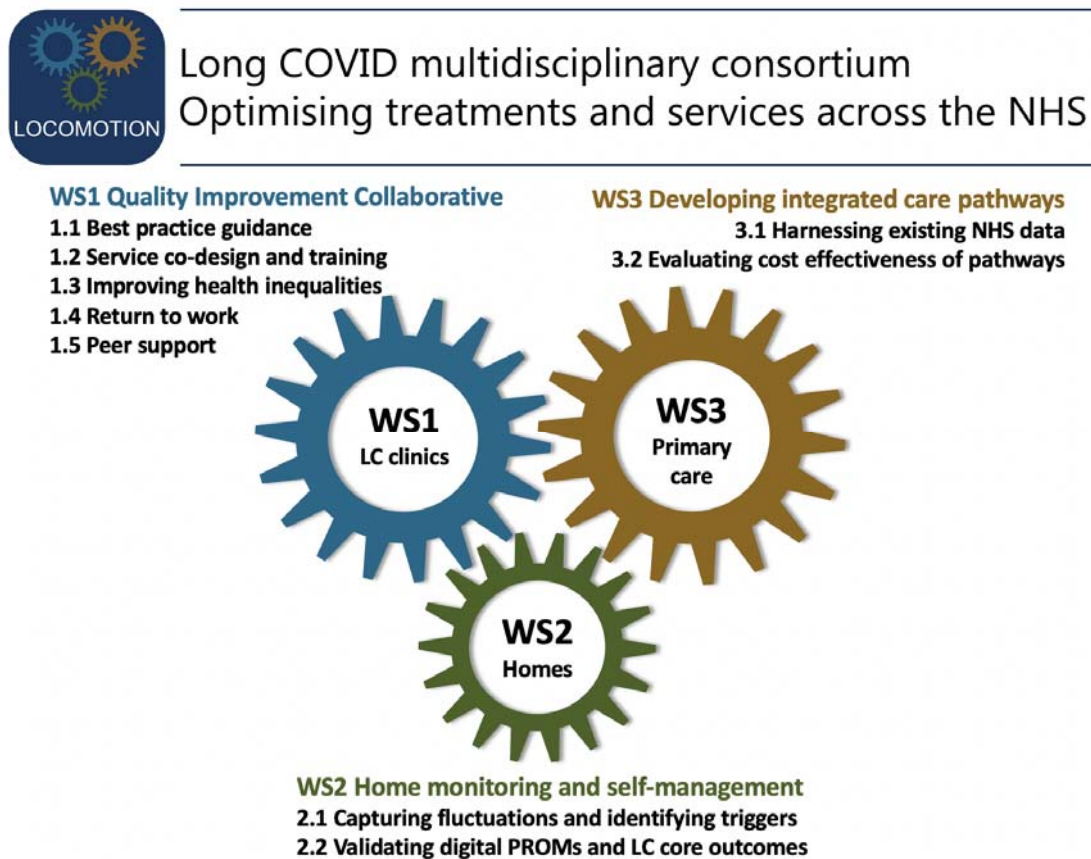 LOCOMOTION
Long COVID multidisciplinary consortium
Optimising treatments and services across the NHS
WS1 Quality Improvement Collaborative
1.1 Best practice guidance
1.2 Service co-design and training
1.3 Improving health inequalities
1.4 Return to work
1.5 Peer support
WS3 Developing integrated care pathways
3.1 Harnessing existing NHS data
3.2 Evaluating cost effectiveness of pathways
WS1
LC clinics
WS3
Primary
care
WS2
Homes
WS2 Home monitoring and self-management
2.1 Capturing fluctuations and identifying triggers
2.2 Validating digital PROMs and LC core outcomes